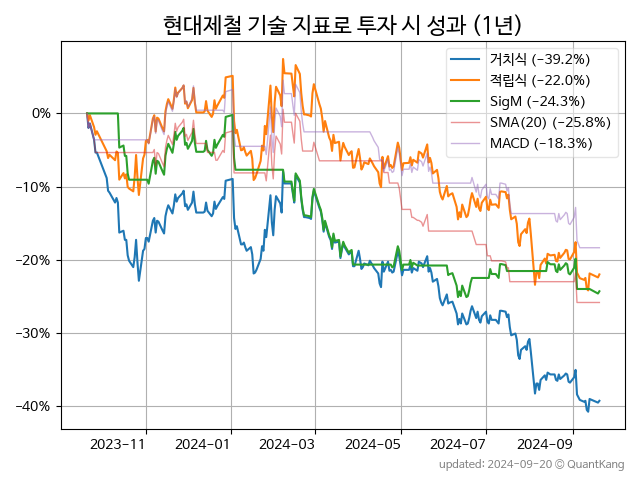 현대제철 기술 지표로 투자 시 성과 (1년)
거치식 (−39.2%)
적립식 (−22.0%)
SigM (−24.3%)
SMA(20) (−25.8%)
MACD (−18.3%)
0%
−10%
−20%
−30%
−40%
2023-11 2024-01 2024-03 2024-05 2024-07 2024-09
updated: 2024-09-20 © QuantKang